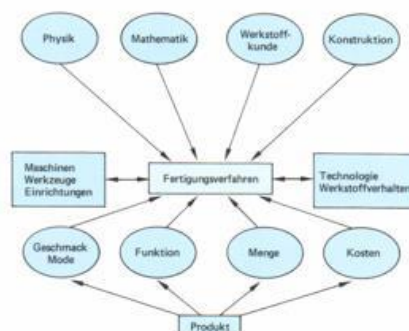 Physik
Mathematik
Werkstoff-
kunde
Konstruktion
Maschinen
Werkzeuge
Einrichtungen
Fertigungsverfahren
Technologie
Werkstoffverhalten
Geschmack
Mode
Funktion
Menge
Kosten
Produkt